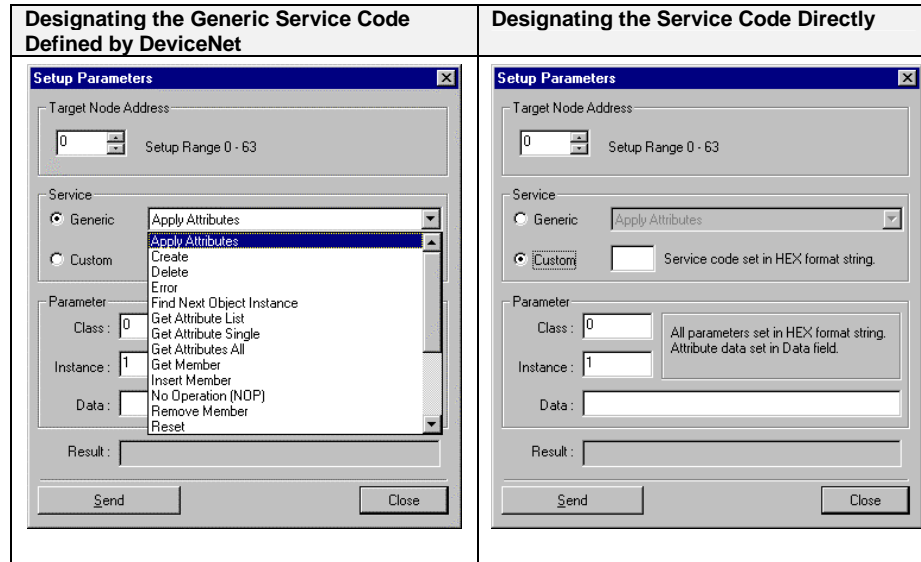 Designating the Generic Service Code
Defined by DeviceNet
Setup Parameters
Target Node Address
0
Setup Range 0 - 63
Service
Generic
Apply Attributes
Custom
Apply Attributes
Create
Delete
Error
Find Next Object Instance
Get Attribute List
Get Attribute Single
Get Attributes All
Get Member
Insert Member
No Operation (NOP)
Remove Member
Reset
Parameter
Class : 0
Instance : 1
Data :
Result :
Send
Close
Designating the Service Code Directly
Setup Parameters
Target Node Address
0
Setup Range 0 - 63
Service
Generic
Apply Attributes
Custom
Service code set in HEX format string.
Parameter
Class : 0
All parameters set in HEX format string.
Attribute data set in Data field.
Instance : 1
Data :
Result :
Send
Close